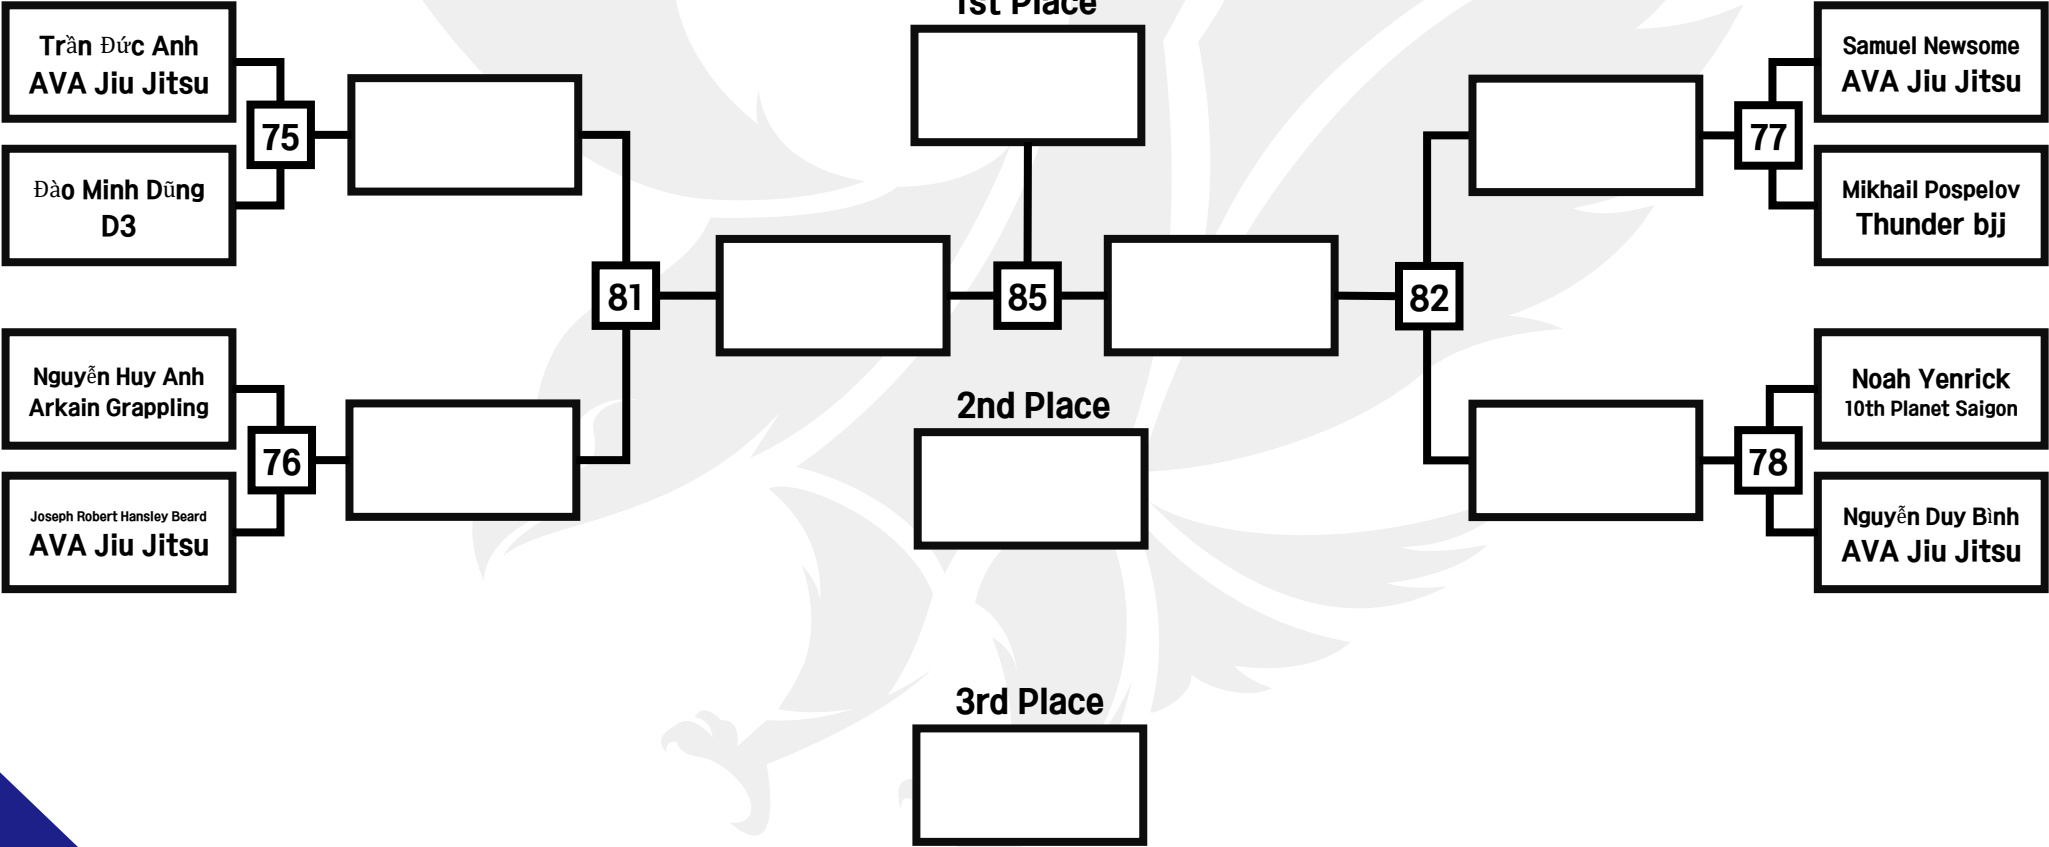 1st Place
Trần Đức Anh
AVA Jiu Jitsu
75
Đào Minh Dũng
D3
Nguyễn Huy Anh
Arkain Grappling
76
Joseph Robert Hansley Beard
AVA Jiu Jitsu
81
85
82
2nd Place
3rd Place
Samuel Newsome
AVA Jiu Jitsu
77
Mikhail Pospelov
Thunder bjj
Noah Yenrick
10th Planet Saigon
78
Nguyễn Duy Bình
AVA Jiu Jitsu